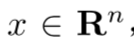 x ∈ Rⁿ,